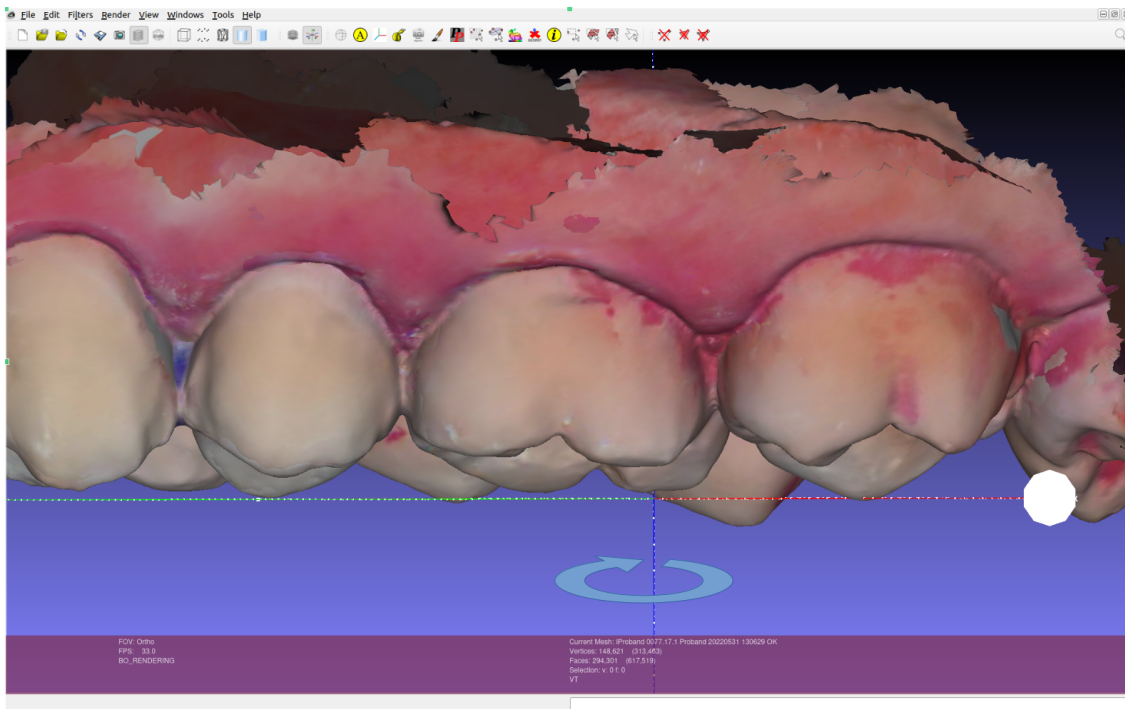 File Edit Filters Render View Windows Tools Help
A
i
FOV: Ortho
FPS: 33.0
BO_RENDERING
Current Mesh: IProband 0077.17.1 Proband 20220531 130629 OK
Vertices: 148,621 (313,463)
Faces: 294,301 (617,519)
Selection: v: 0 f: 0
VT